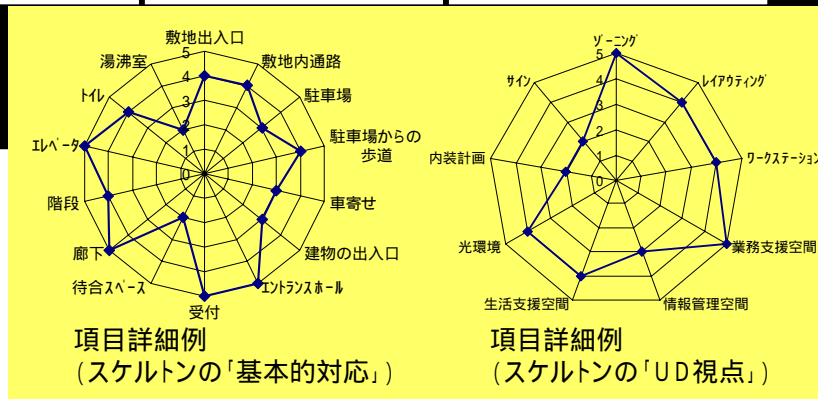 敷地出入口
敷地内通路
駐車場
駐車場からの
歩道
車寄せ
建物の出入口
エントランスホール
受付
待合スペース
廊下
階段
エレベータ
トイレ
湯沸室
5
4
3
2
1
0
項目詳細例
(スケルトンの「基本的対応」)
ゾーニング
レイアウティング
ワークステーション
業務支援空間
情報管理空間
生活支援空間
光環境
内装計画
サイン
5
4
3
2
1
0
項目詳細例
(スケルトンの「UD視点」)